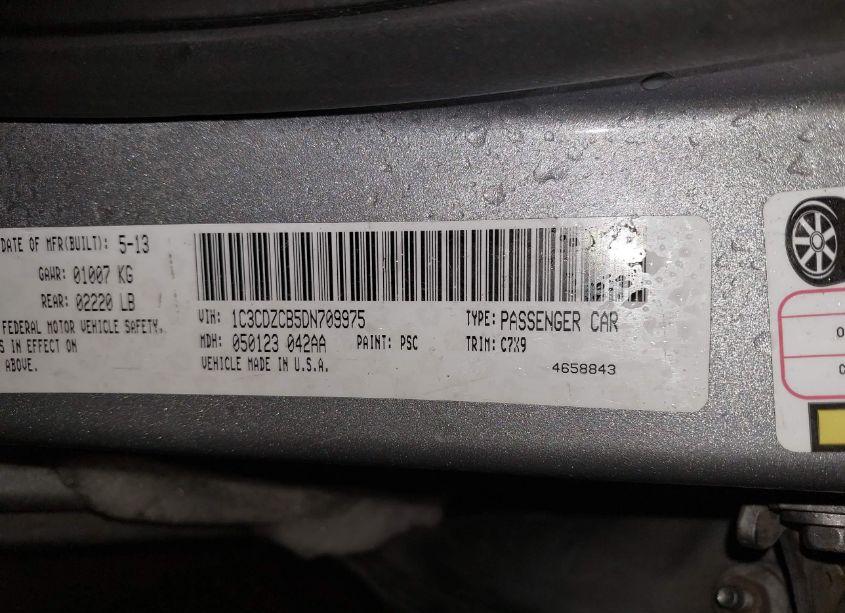 DATE OF MFR(BUILT): 5-13
GAWR: 01007 KG
REAR: 02220 LB
FEDERAL MOTOR VEHICLE SAFETY,
S IN EFFECT ON
ABOVE.
VIN: 1C3CDZCB5DN709975
TYPE: PASSENGER CAR
MDH: 050123 042AA
PAINT: PSC
TRIM: C7X9
VEHICLE MADE IN U.S.A.
4658843
O
C